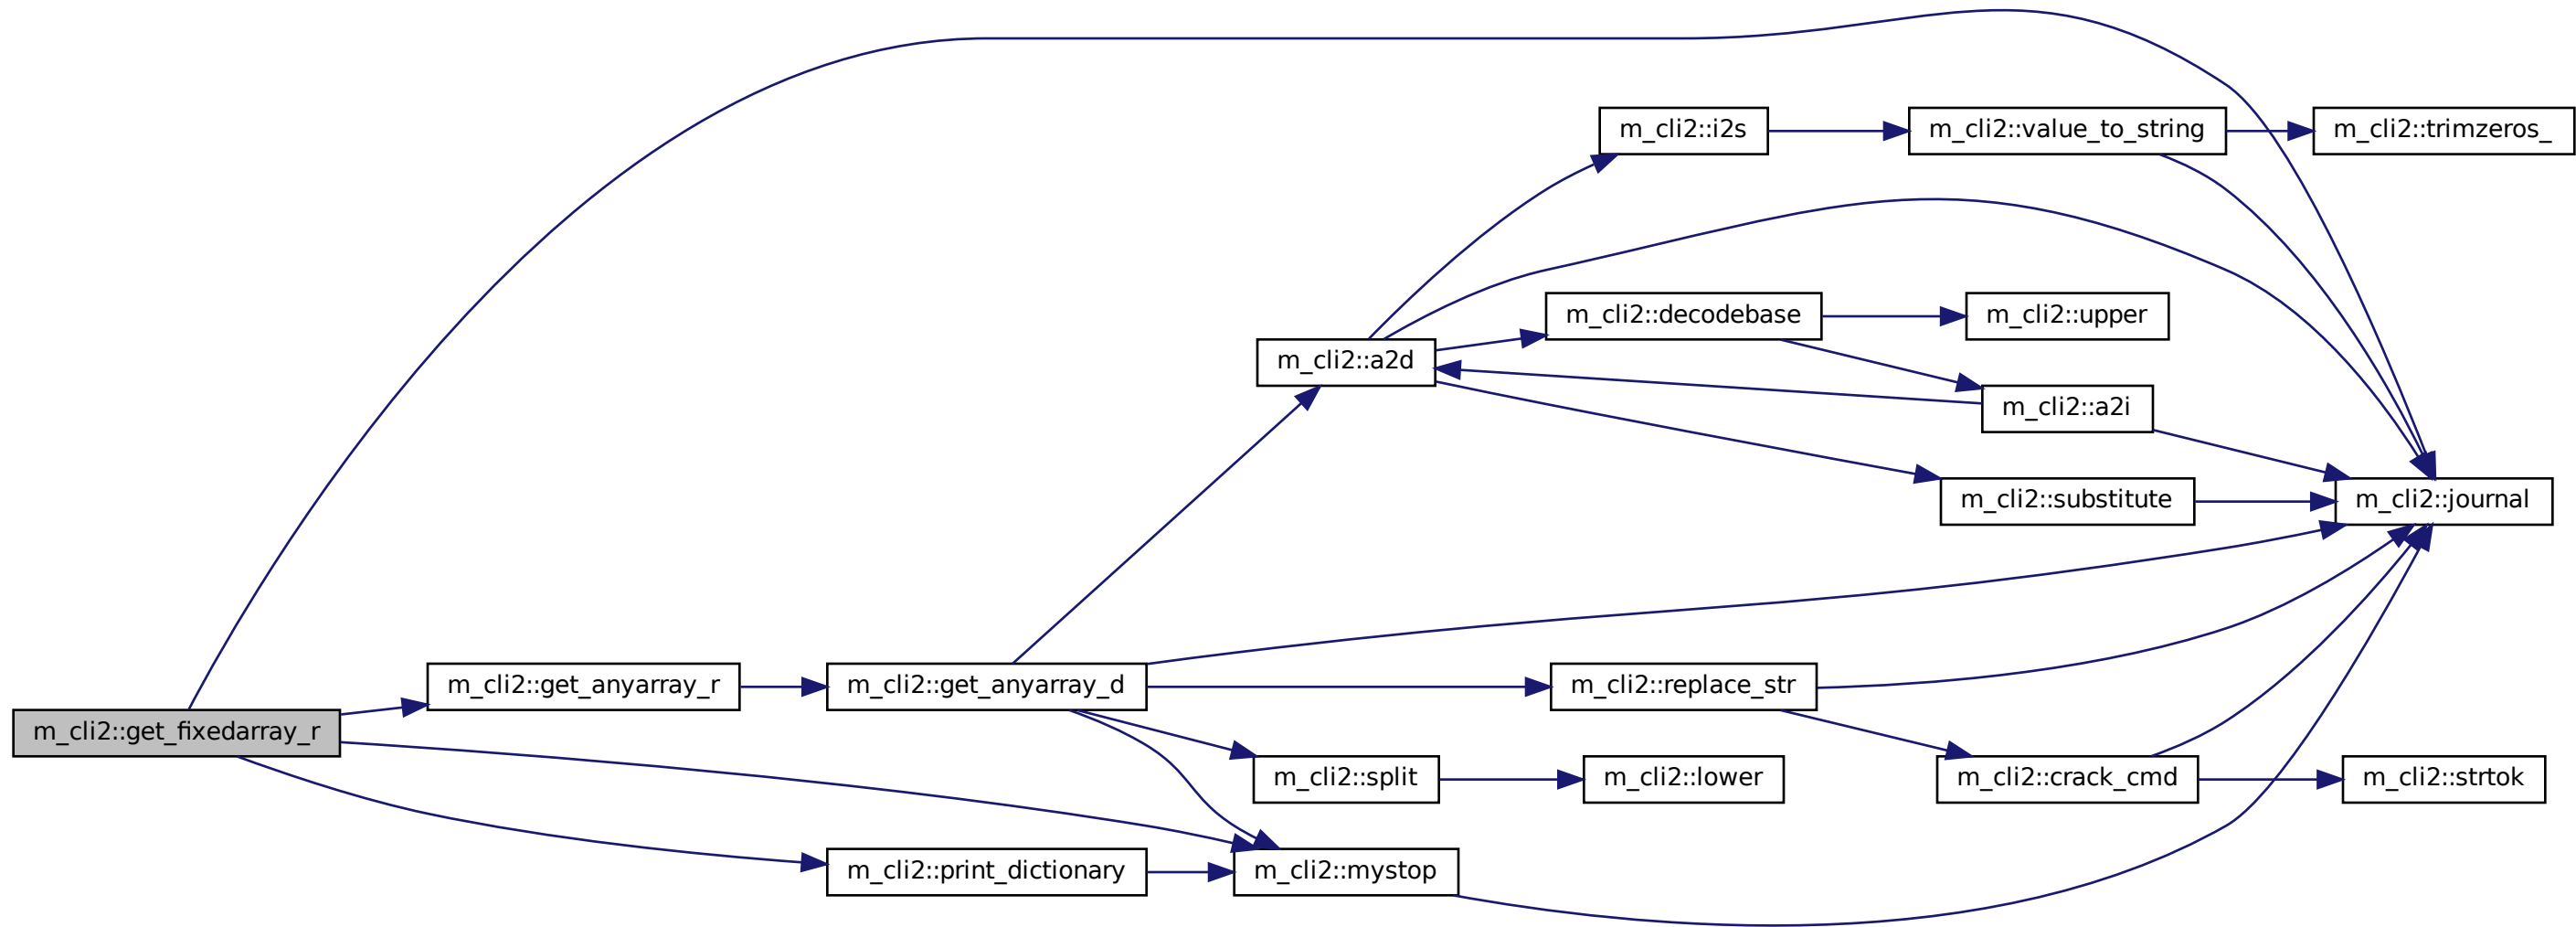 m_cli2::i2s
m_cli2::value_to_string
m_cli2::trimzeros_
m_cli2::decodebase
m_cli2::upper
m_cli2::a2d
m_cli2::a2i
m_cli2::substitute
m_cli2::journal
m_cli2::get_anyarray_r
m_cli2::get_anyarray_d
m_cli2::replace_str
m_cli2::get_fixedarray_r
m_cli2::split
m_cli2::lower
m_cli2::crack_cmd
m_cli2::strtok
m_cli2::print_dictionary
m_cli2::mystop